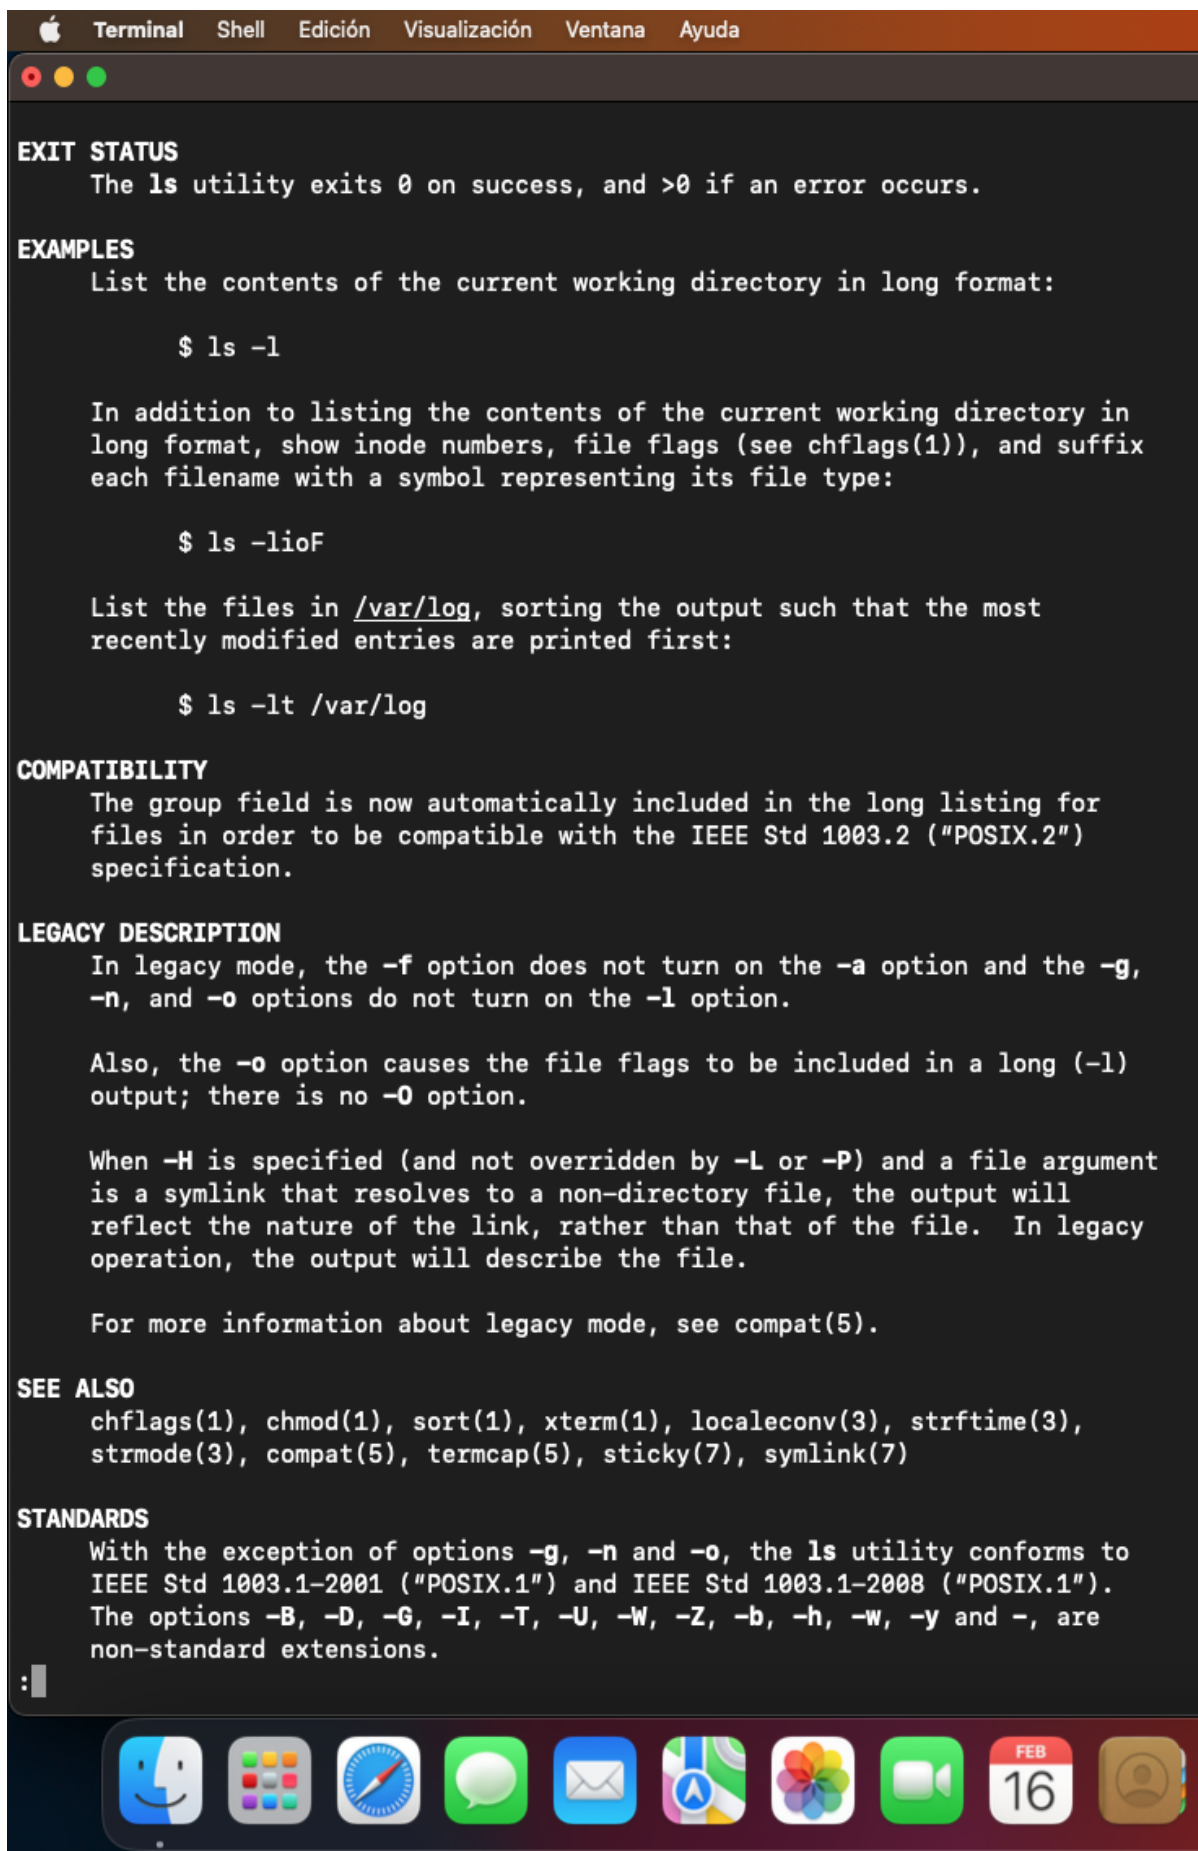 Terminal Shell Edición Visualización Ventana Ayuda
EXIT STATUS
The ls utility exits 0 on success, and >0 if an error occurs.
EXAMPLES
List the contents of the current working directory in long format:
$ ls -l
In addition to listing the contents of the current working directory in
long format, show inode numbers, file flags (see chflags(1)), and suffix
each filename with a symbol representing its file type:
$ ls -lioF
List the files in /var/log, sorting the output such that the most
recently modified entries are printed first:
$ ls -lt /var/log
COMPATIBILITY
The group field is now automatically included in the long listing for
files in order to be compatible with the IEEE Std 1003.2 (“POSIX.2”)
specification.
LEGACY DESCRIPTION
In legacy mode, the -f option does not turn on the -a option and the -g,
-n, and -o options do not turn on the -l option.
Also, the -o option causes the file flags to be included in a long (-l)
output; there is no -O option.
When -H is specified (and not overridden by -L or -P) and a file argument
is a symlink that resolves to a non-directory file, the output will
reflect the nature of the link, rather than that of the file.  In legacy
operation, the output will describe the file.
For more information about legacy mode, see compat(5).
SEE ALSO
chflags(1), chmod(1), sort(1), xterm(1), localeconv(3), strftime(3),
strmode(3), compat(5), termcap(5), sticky(7), symlink(7)
STANDARDS
With the exception of options -g, -n and -o, the ls utility conforms to
IEEE Std 1003.1-2001 (“POSIX.1”) and IEEE Std 1003.1-2008 (“POSIX.1”).
The options -B, -D, -G, -I, -T, -U, -W, -Z, -b, -h, -w, -y and -, are
non-standard extensions.
:
FEB
16